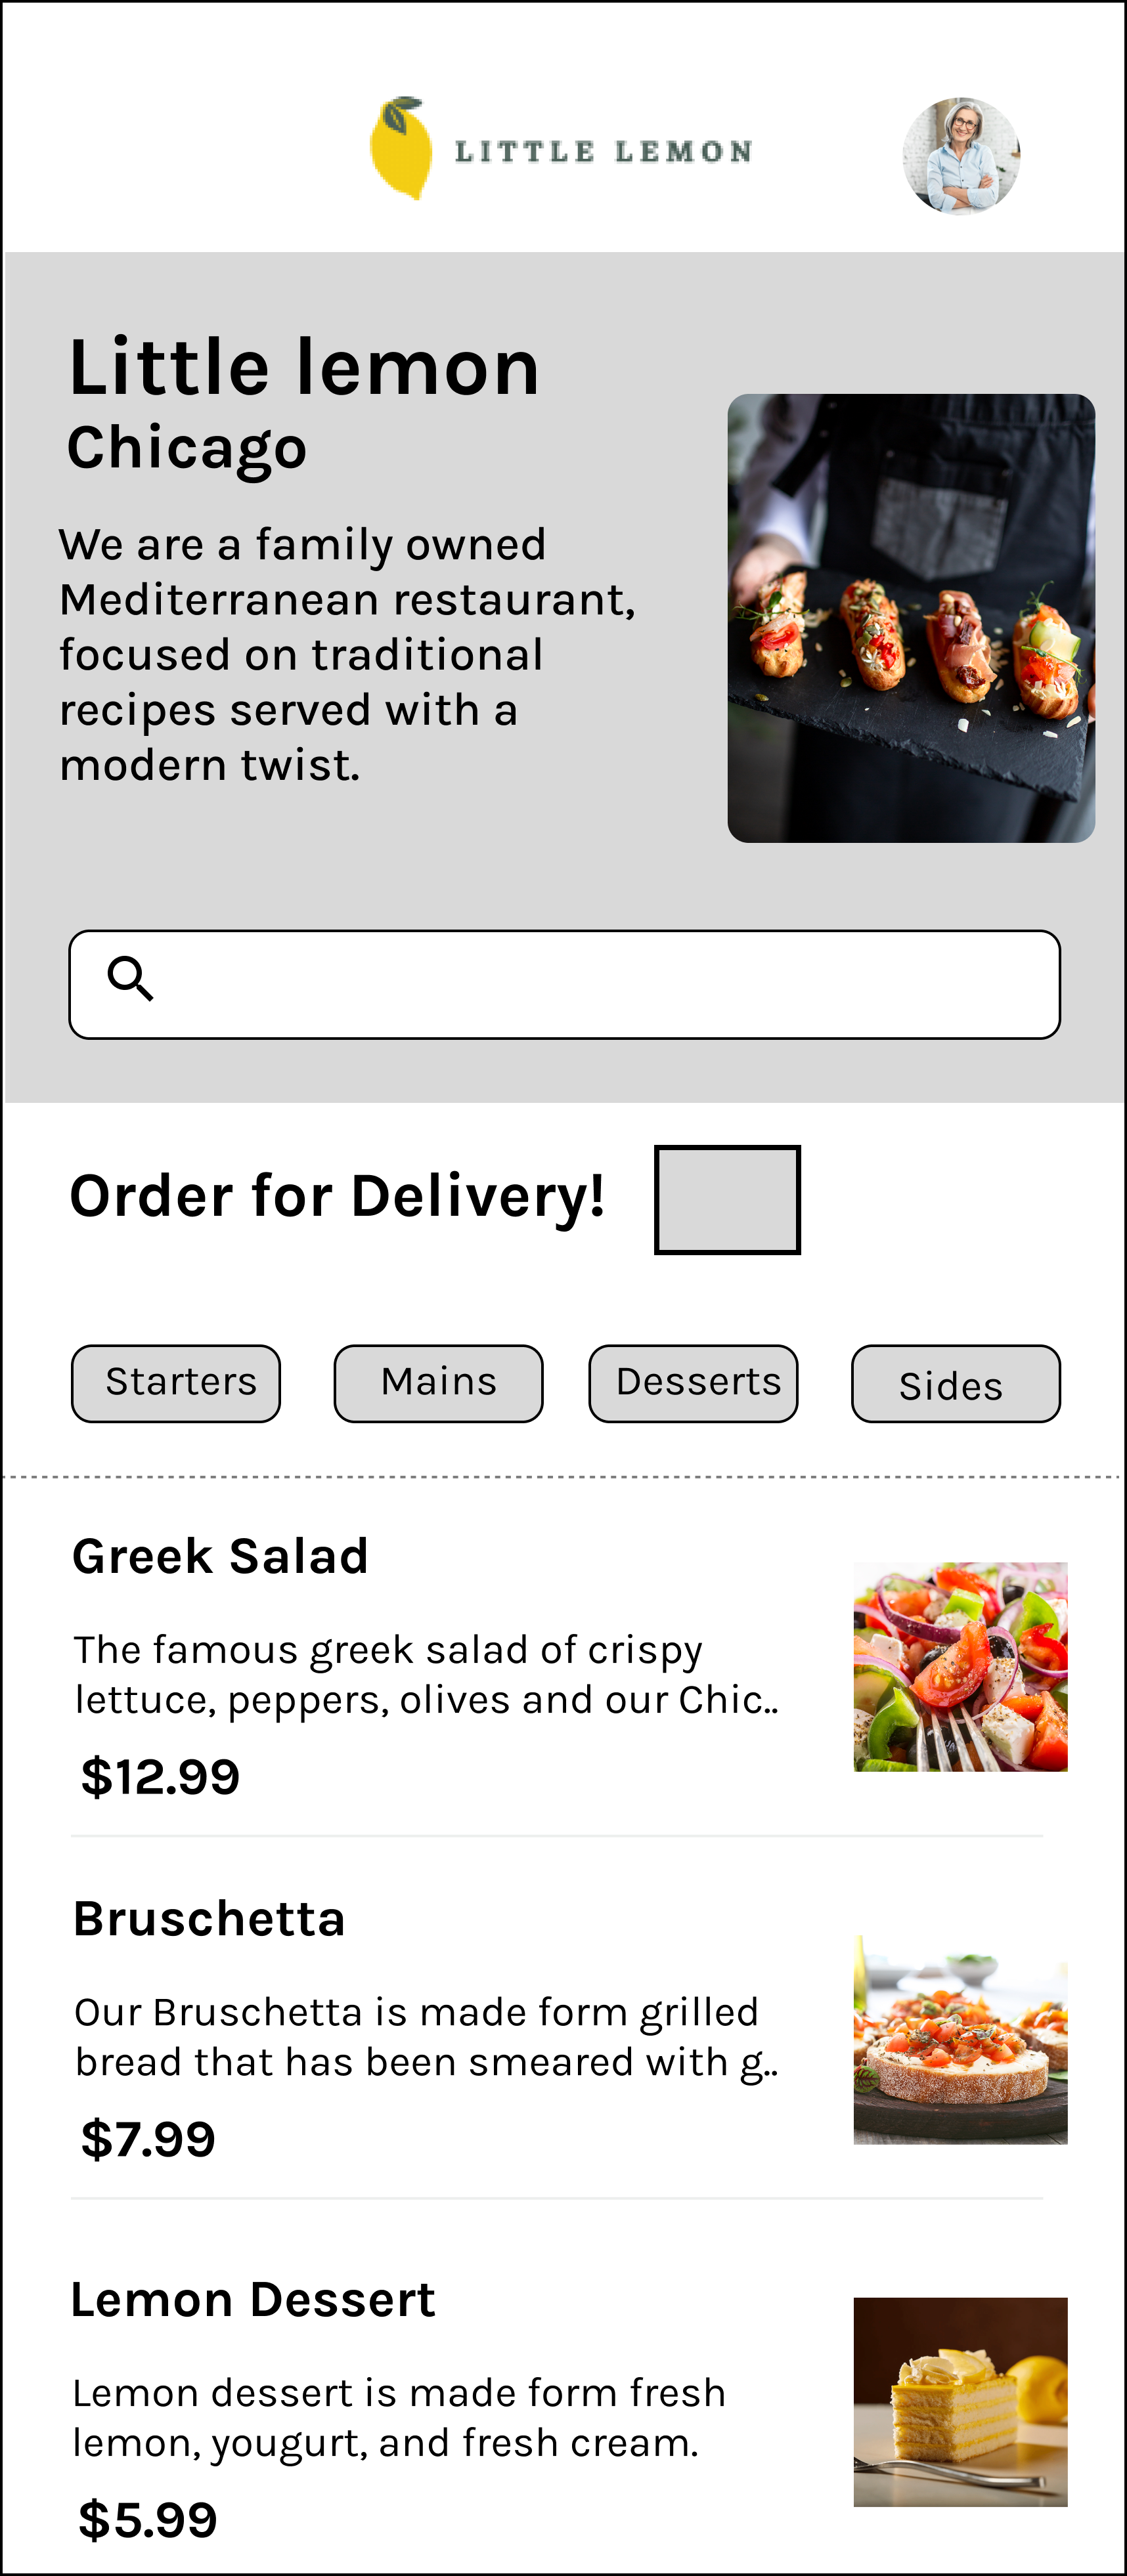 LITTLE LEMON
Little lemon
Chicago
We are a family owned
Mediterranean restaurant,
focused on traditional
recipes served with a
modern twist.
Order for Delivery!
Starters
Mains
Desserts
Sides
Greek Salad
The famous greek salad of crispy
lettuce, peppers, olives and our Chic..
$12.99
Bruschetta
Our Bruschetta is made form grilled
bread that has been smeared with g..
$7.99
Lemon Dessert
Lemon dessert is made form fresh
lemon, yougurt, and fresh cream.
$5.99